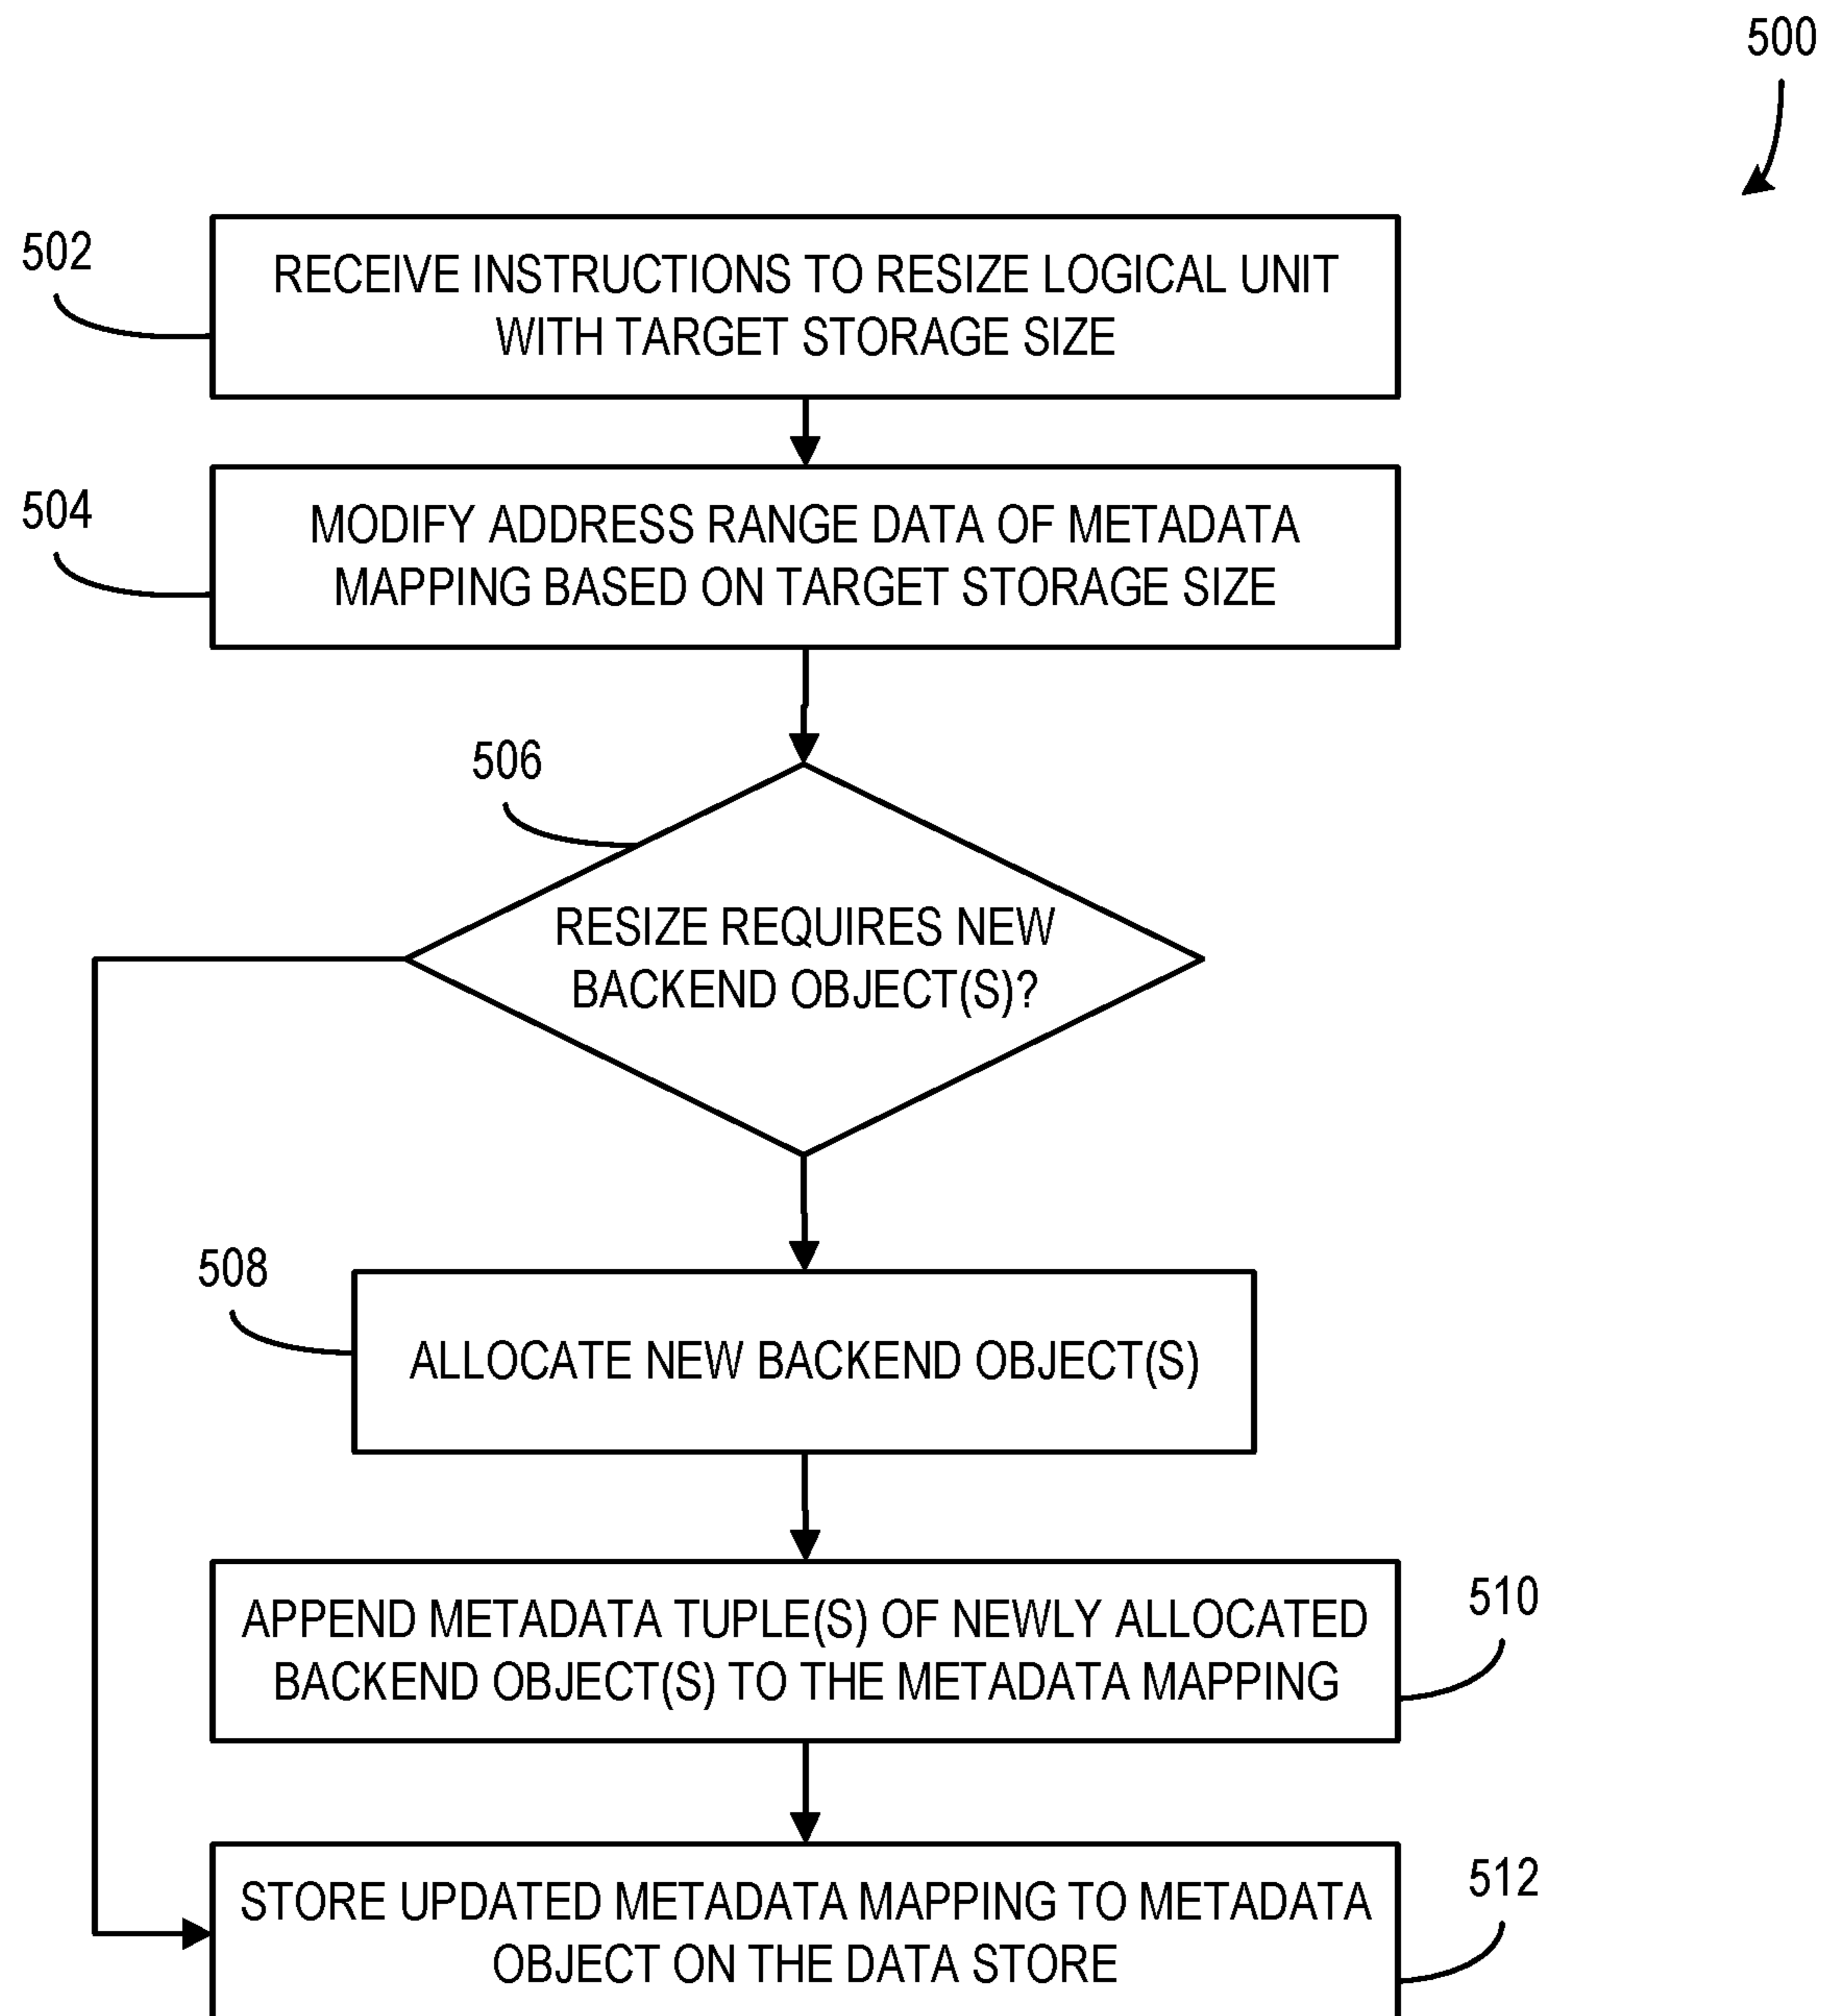 500
502
RECEIVE INSTRUCTIONS TO RESIZE LOGICAL UNIT
WITH TARGET STORAGE SIZE
504
MODIFY ADDRESS RANGE DATA OF METADATA
MAPPING BASED ON TARGET STORAGE SIZE
506
RESIZE REQUIRES NEW
BACKEND OBJECT(S)?
508
ALLOCATE NEW BACKEND OBJECT(S)
510
APPEND METADATA TUPLE(S) OF NEWLY ALLOCATED
BACKEND OBJECT(S) TO THE METADATA MAPPING
512
STORE UPDATED METADATA MAPPING TO METADATA
OBJECT ON THE DATA STORE